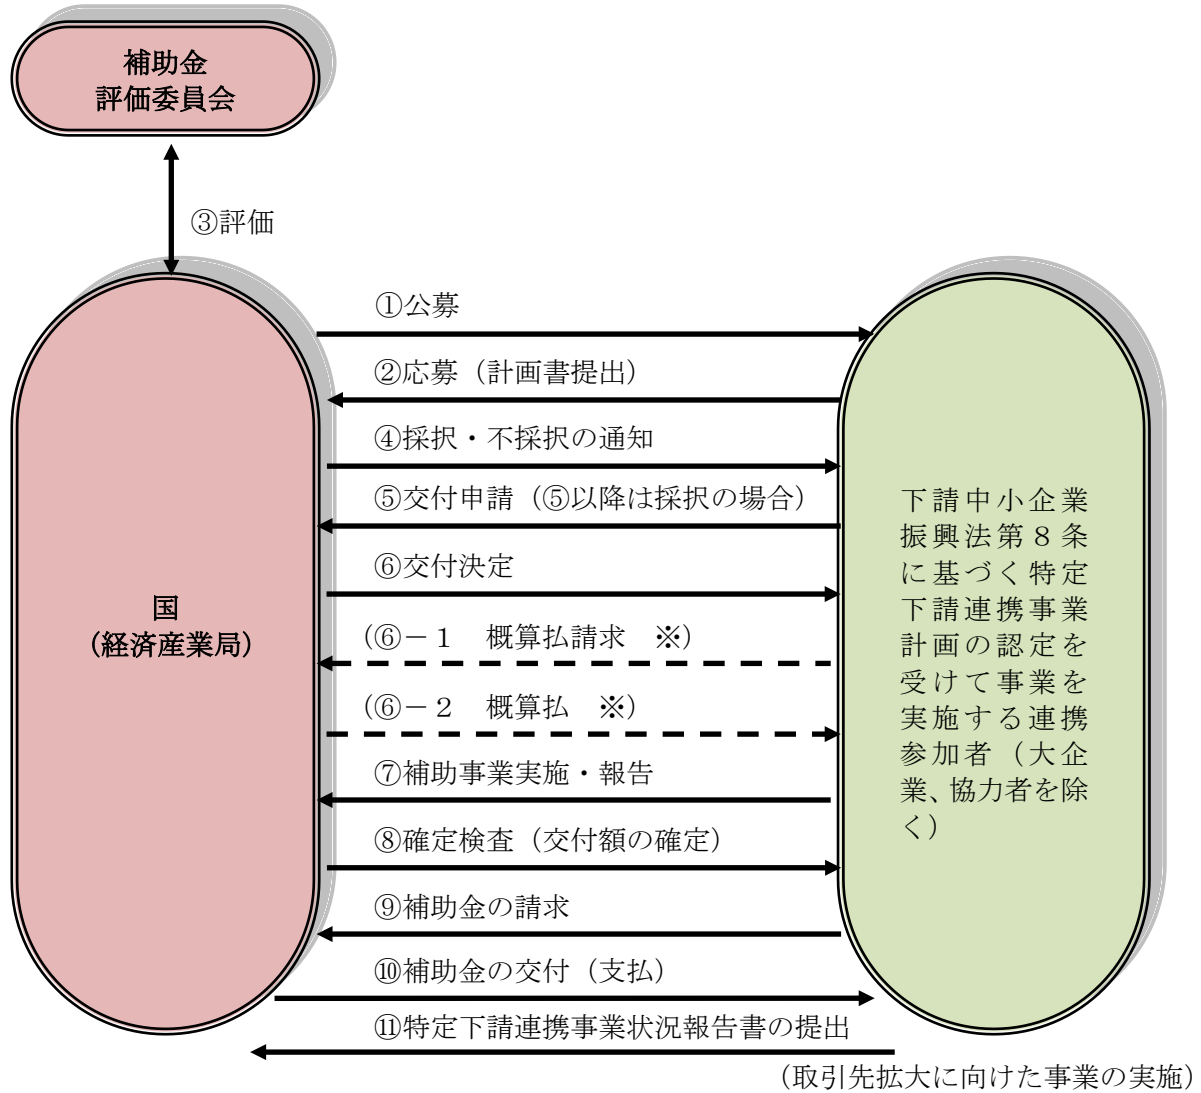 補助金
評価委員会
③評価
①公募
②応募（計画書提出）
④採択・不採択の通知
⑤交付申請（⑤以降は採択の場合）
⑥交付決定
（⑥－１　概算払請求　※）
（⑥－２　概算払　※）
⑦補助事業実施・報告
⑧確定検査（交付額の確定）
⑨補助金の請求
⑩補助金の交付（支払）
⑪特定下請連携事業状況報告書の提出
（取引先拡大に向けた事業の実施）
国
（経済産業局）
下請中小企業
振興法第８条
に基づく特定
下請連携事業
計画の認定を
受けて事業を
実施する連携
参加者（大企
業、協力者を除
く）